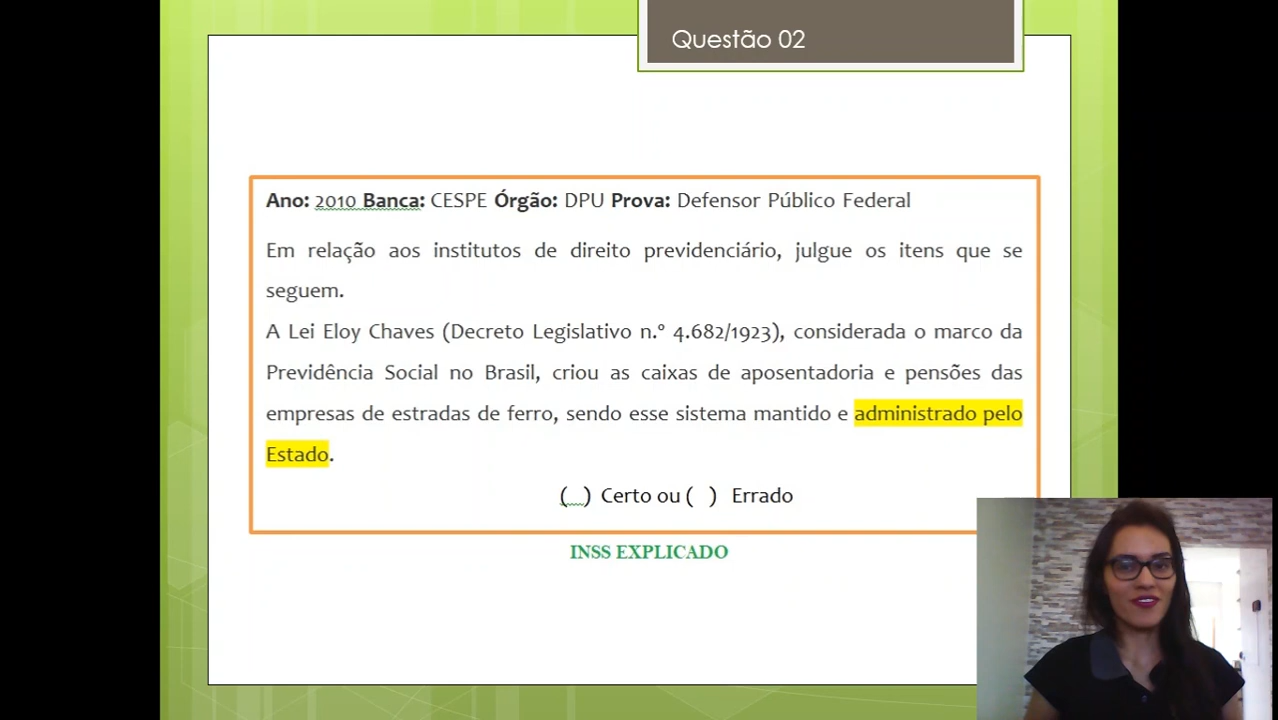 Questão 02
Ano: 2010 Banca: CESPE Órgão: DPU Prova: Defensor Público Federal
Em relação aos institutos de direito previdenciário, julgue os itens que se
seguem.
A Lei Eloy Chaves (Decreto Legislativo n.º 4.682/1923), considerada o marco da
Previdência Social no Brasil, criou as caixas de aposentadoria e pensões das
empresas de estradas de ferro, sendo esse sistema mantido e administrado pelo
Estado.
( ) Certo ou ( ) Errado
INSS EXPLICADO